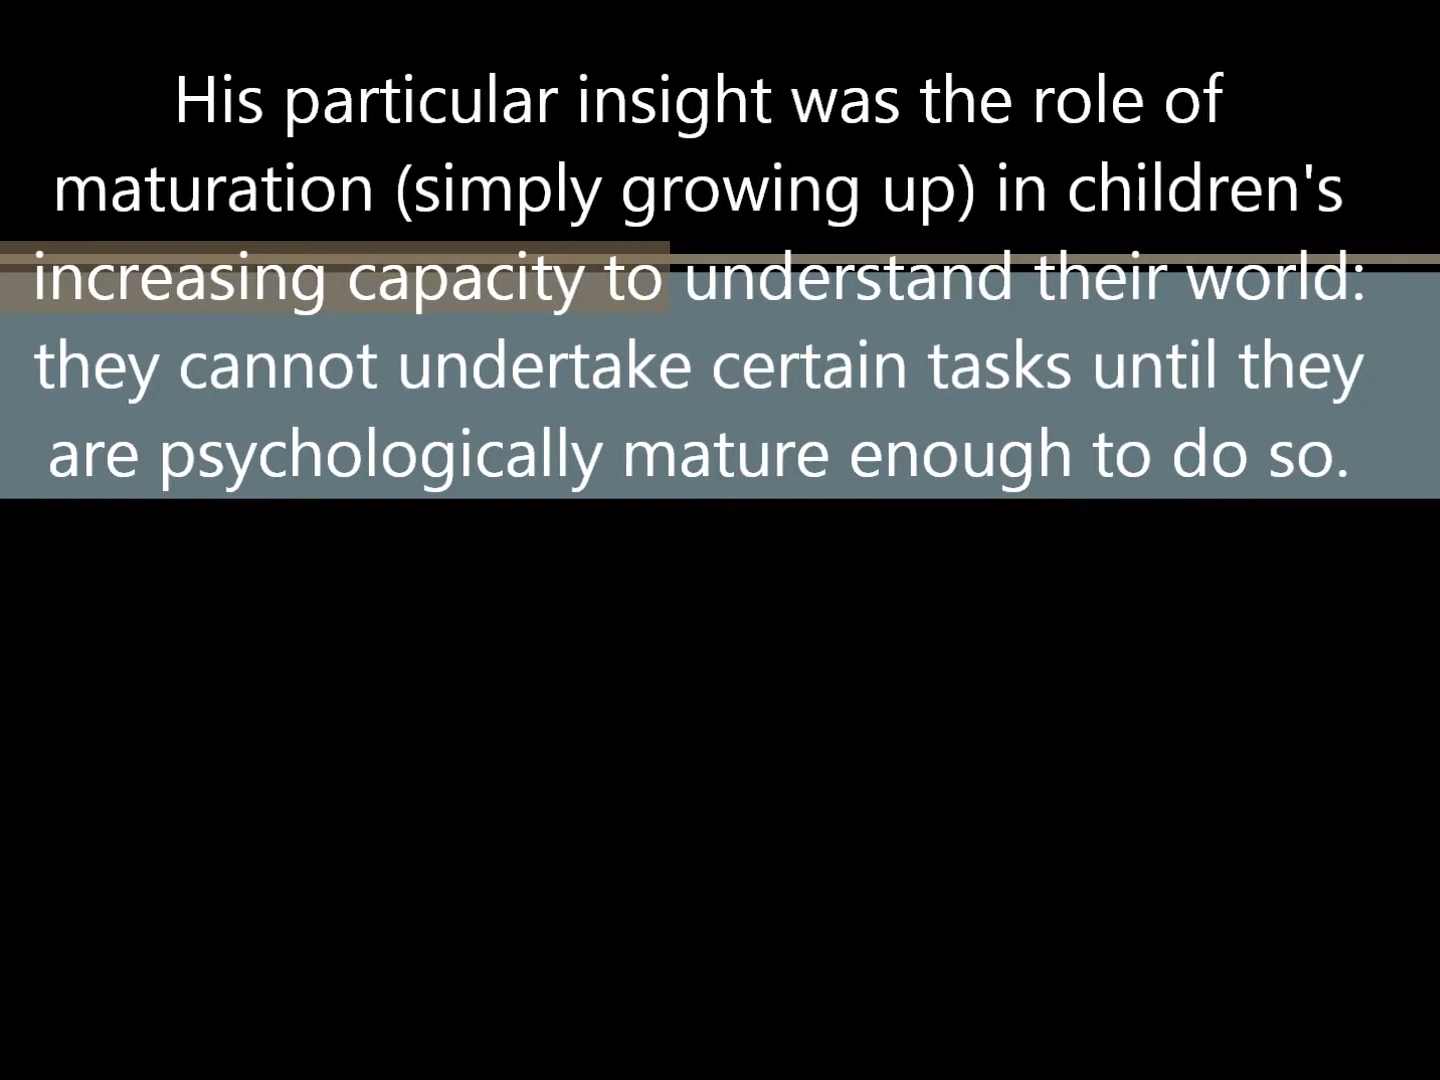 His particular insight was the role of
maturation (simply growing up) in children's
increasing capacity to understand their world:
they cannot undertake certain tasks until they
are psychologically mature enough to do so.